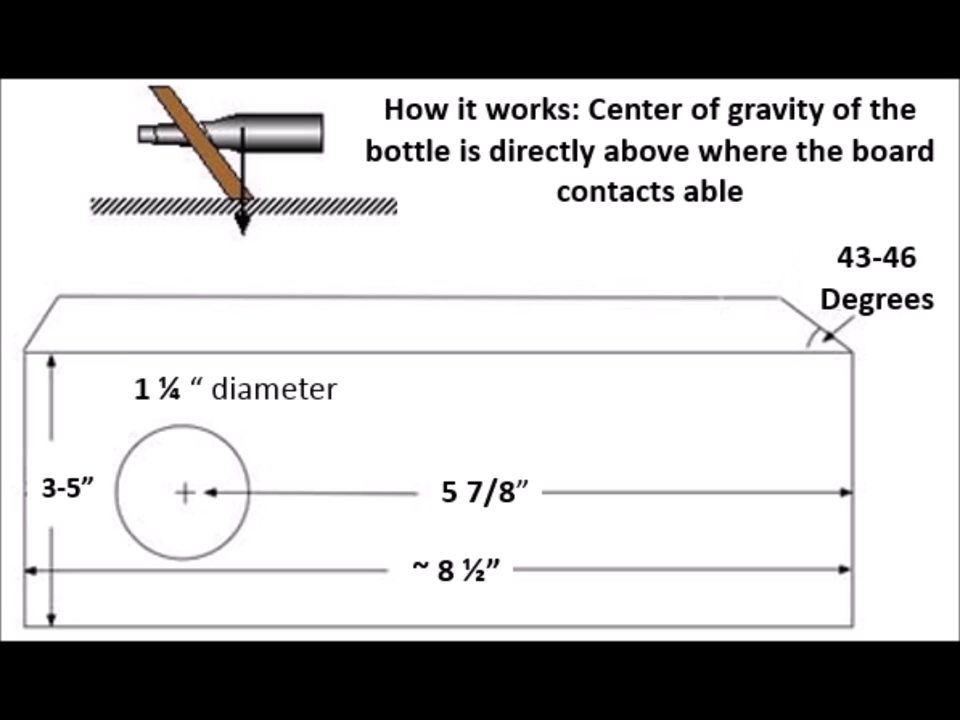 How it works: Center of gravity of the
bottle is directly above where the board
contacts able
43-46
Degrees
1 ¼ “ diameter
3-5”
5 7/8”
~ 8 ½”